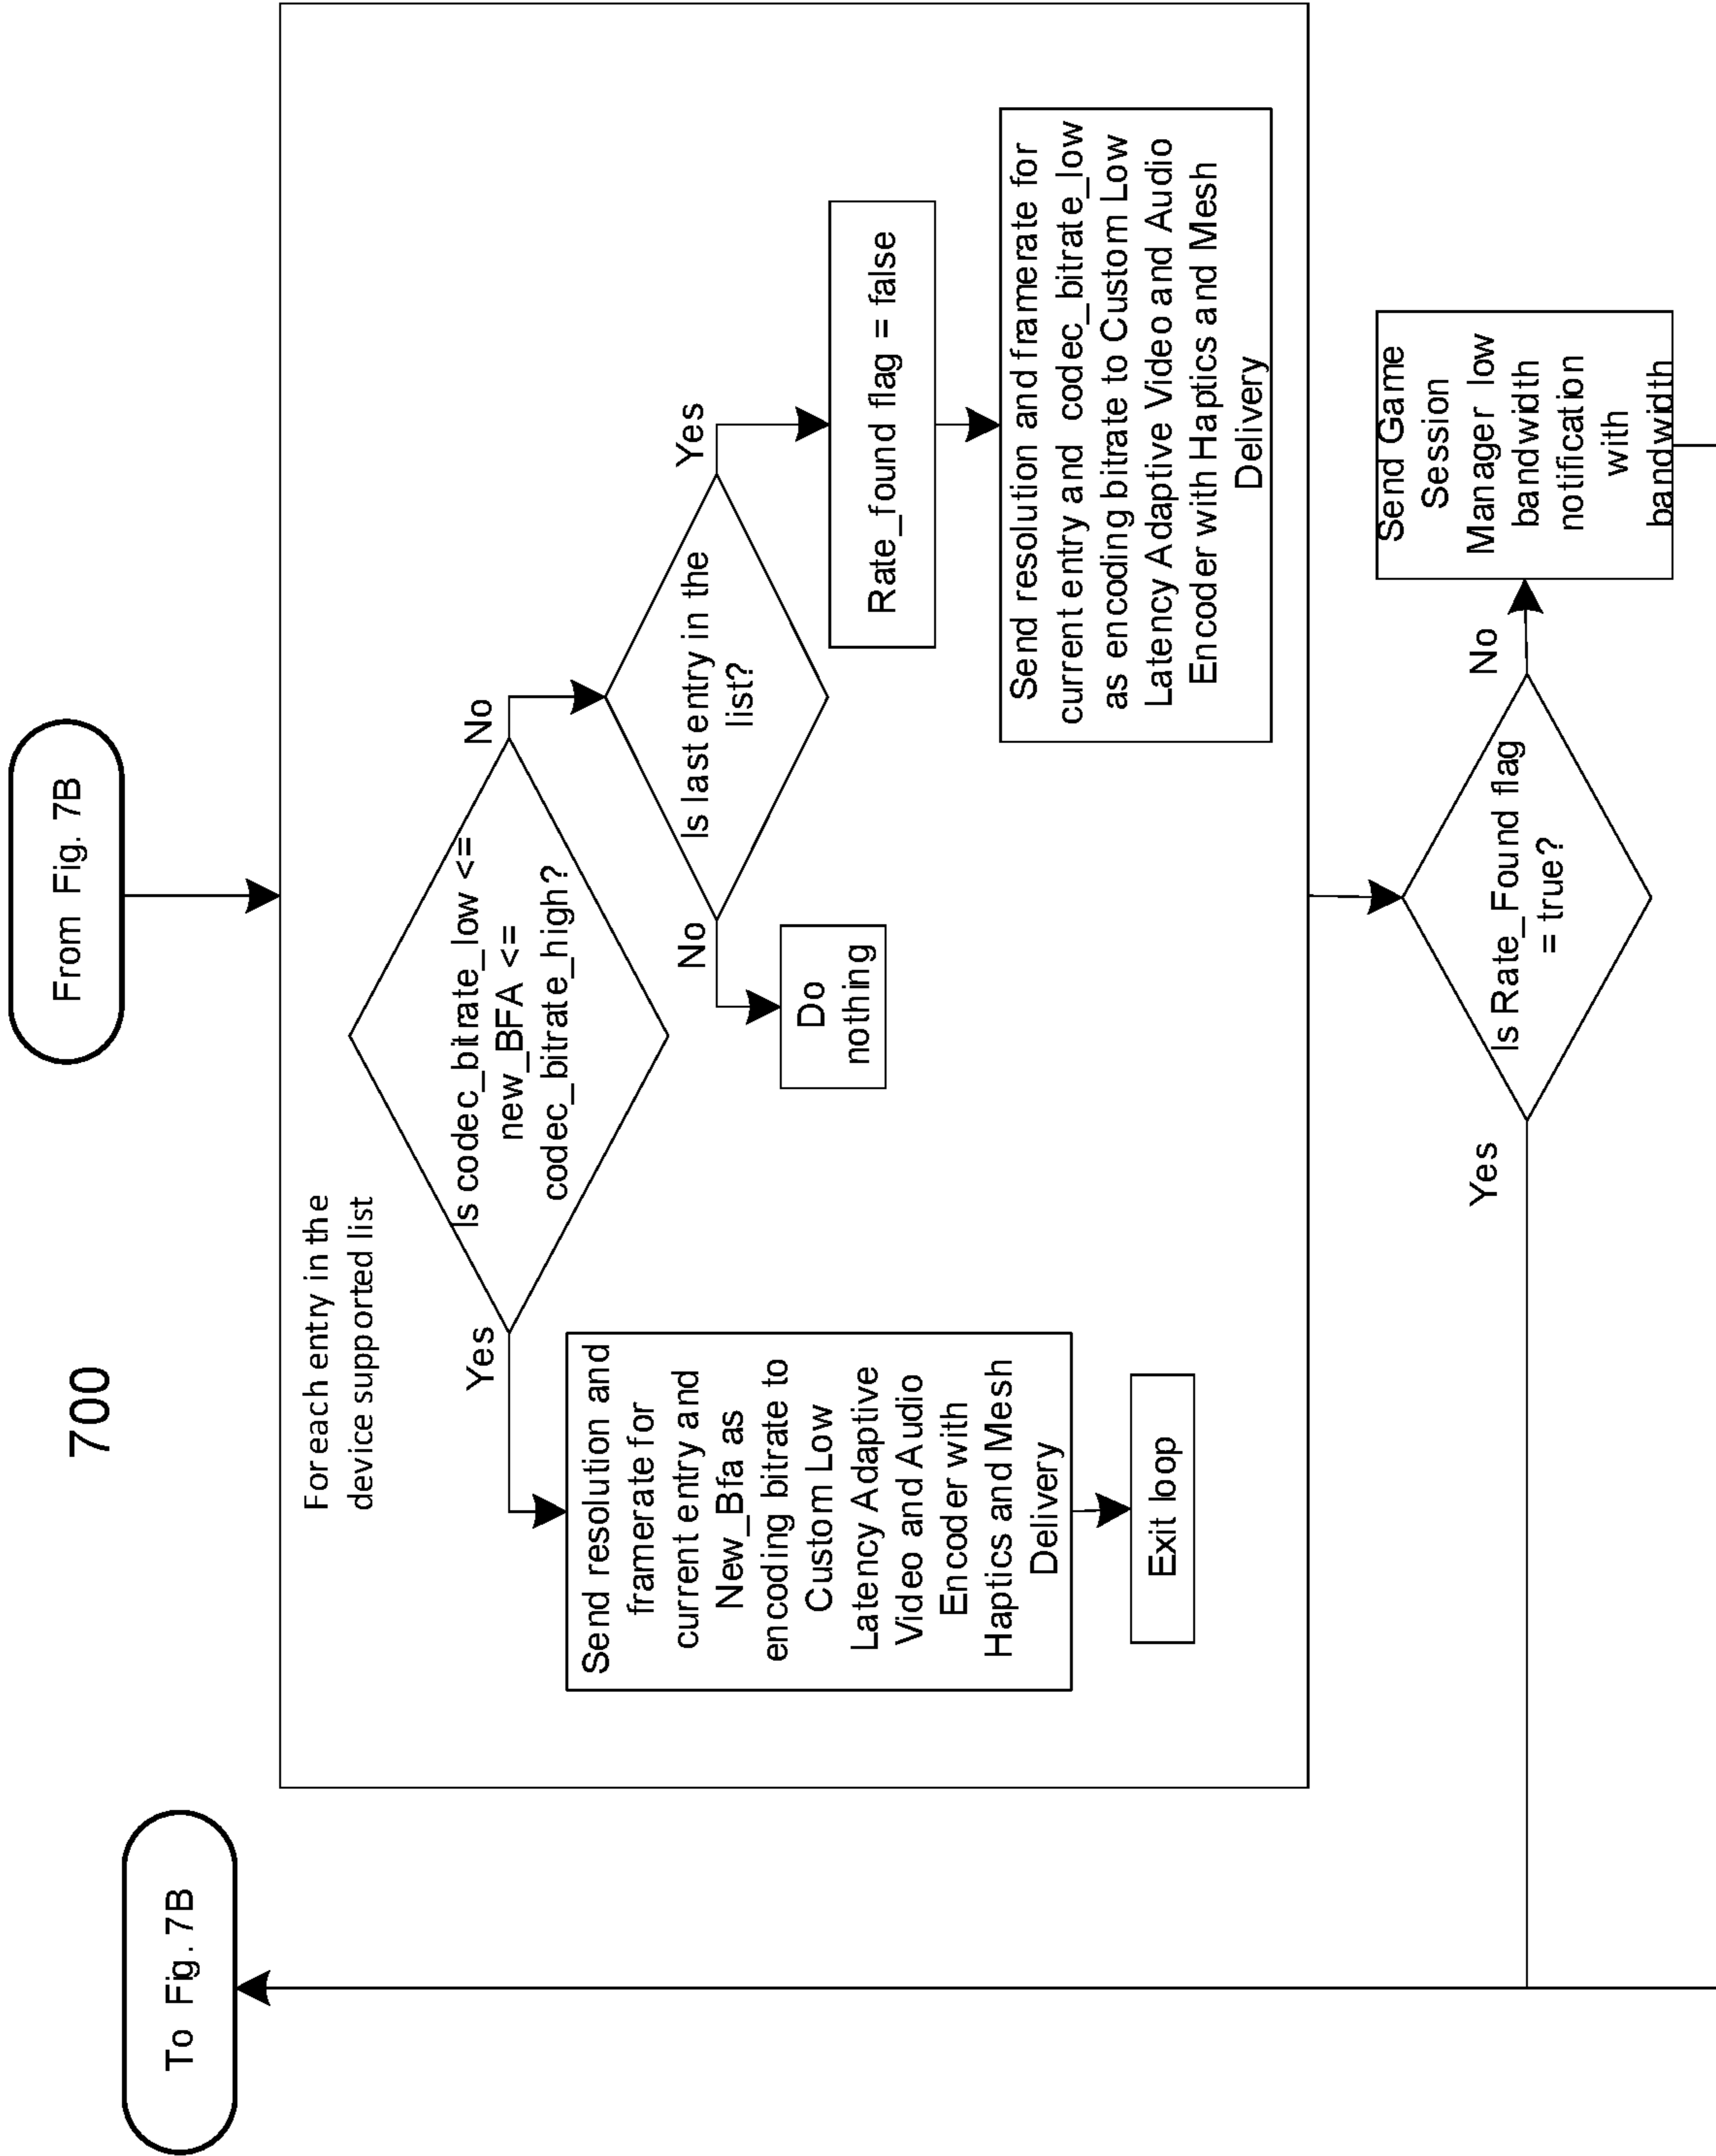 700
From Fig. 7B
To Fig. 7B
For each entry in the
device supported list
Is codec_bitrate_low <=
new_BFA <=
codec_bitrate_high?
Yes
No
Send resolution and
framerate for
current entry and
New_Bfa as
encoding bitrate to
Custom Low
Latency Adaptive
Video and Audio
Encoder with
Haptics and Mesh
Delivery
Exit loop
Is last entry in the
list?
No
Yes
Do
nothing
Rate_found flag = false
Send resolution and framerate for
current entry and codec_bitrate_low
as encoding bitrate to Custom Low
Latency Adaptive Video and Audio
Encoder with Haptics and Mesh
Delivery
Is Rate_Found flag
= true?
Yes
No
Send Game
Session
Manager low
bandwidth
notification
with
bandwidth